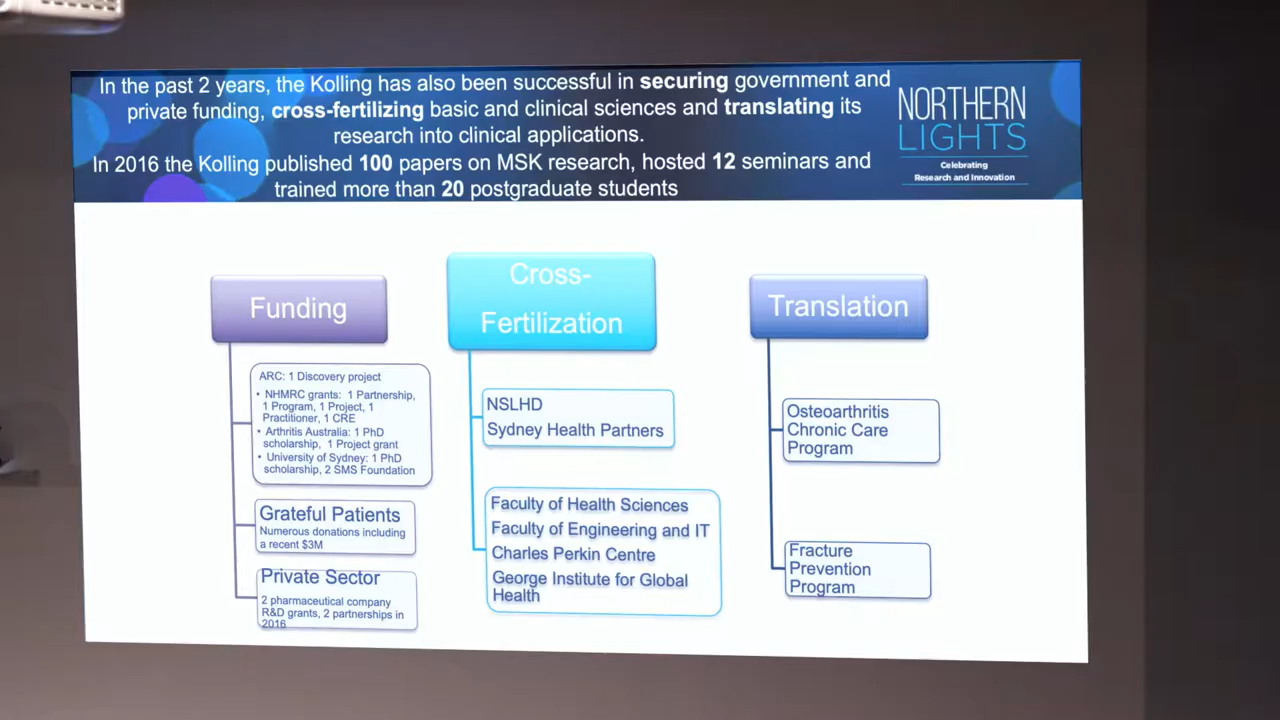 In the past 2 years, the Kolling has also been successful in securing government and
private funding, cross-fertilizing basic and clinical sciences and translating its
research into clinical applications.
In 2016 the Kolling published 100 papers on MSK research, hosted 12 seminars and
trained more than 20 postgraduate students
NORTHERN
LIGHTS
Celebrating
Research and Innovation
Funding
ARC: 1 Discovery project
• NHMRC grants: 1 Partnership,
1 Program, 1 Project, 1
Practitioner, 1 CRE
• Arthritis Australia: 1 PhD
scholarship, 1 Project grant
• University of Sydney: 1 PhD
scholarship, 2 SMS Foundation
Grateful Patients
Numerous donations including
a recent $3M
Private Sector
2 pharmaceutical company
R&D grants, 2 partnerships in
2016
Cross-
Fertilization
NSLHD
Sydney Health Partners
Faculty of Health Sciences
Faculty of Engineering and IT
Charles Perkin Centre
George Institute for Global
Health
Translation
Osteoarthritis
Chronic Care
Program
Fracture
Prevention
Program